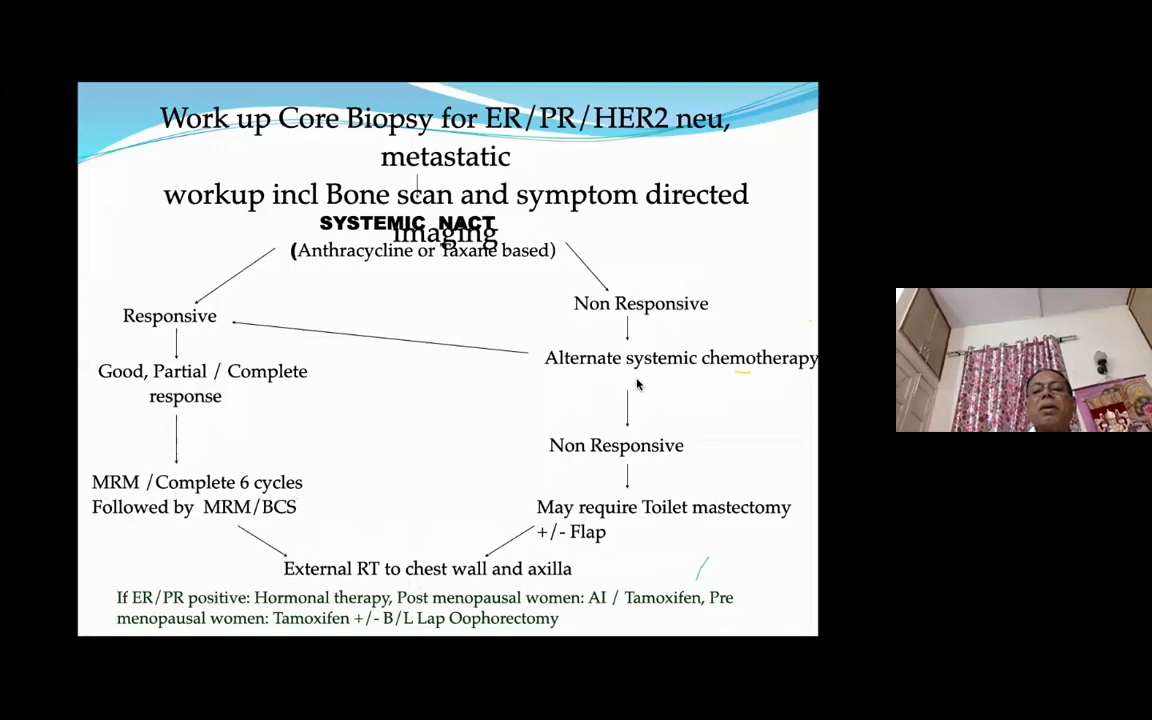 Work up Core Biopsy for ER/PR/HER2 neu,
metastatic
workup incl Bone scan and symptom directed
imaging
SYSTEMIC NACT
(Anthracycline or Taxane based)
Non Responsive
Responsive
Alternate systemic chemotherapy
Good, Partial / Complete
response
Non Responsive
MRM /Complete 6 cycles
Followed by MRM/BCS
May require Toilet mastectomy
+/- Flap
External RT to chest wall and axilla
If ER/PR positive: Hormonal therapy, Post menopausal women: AI / Tamoxifen, Pre
menopausal women: Tamoxifen +/- B/L Lap Oophorectomy